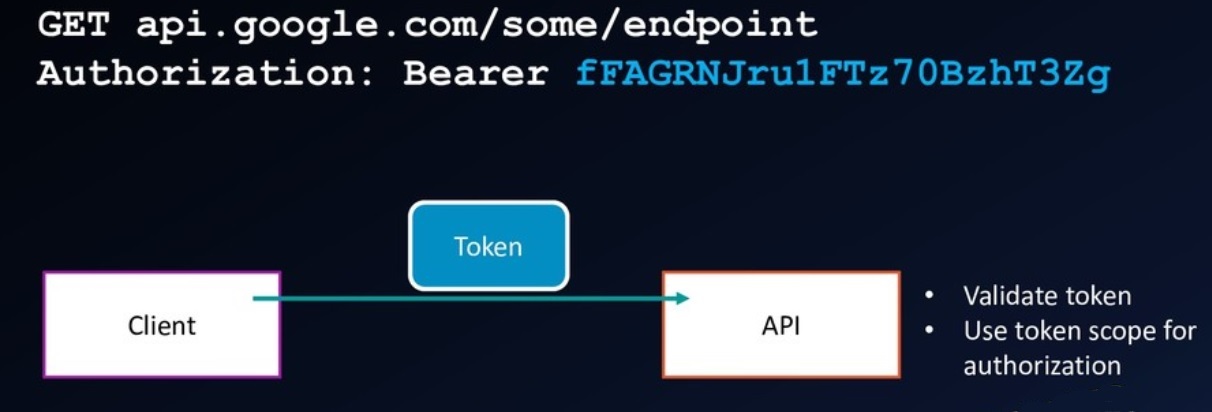 GET api.google.com/some/endpoint
Authorization: Bearer fFAGRNJru1FTz70BzhT3Zg
Token
Client
API
• Validate token
• Use token scope for
authorization